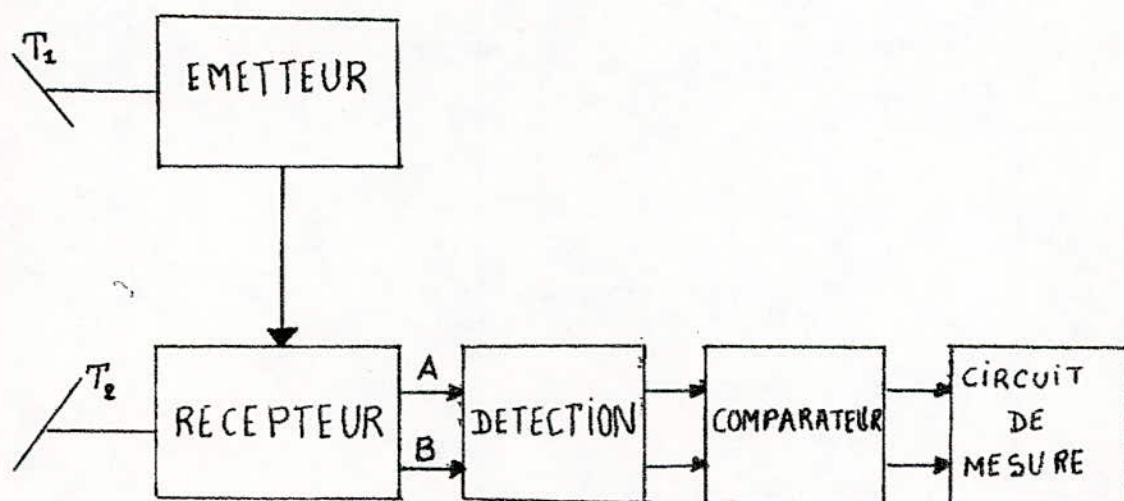 T1
EMETTEUR
T2
RECEPTEUR
A
B
DETECTION
COMPARATEUR
CIRCUIT
DE
MESURE